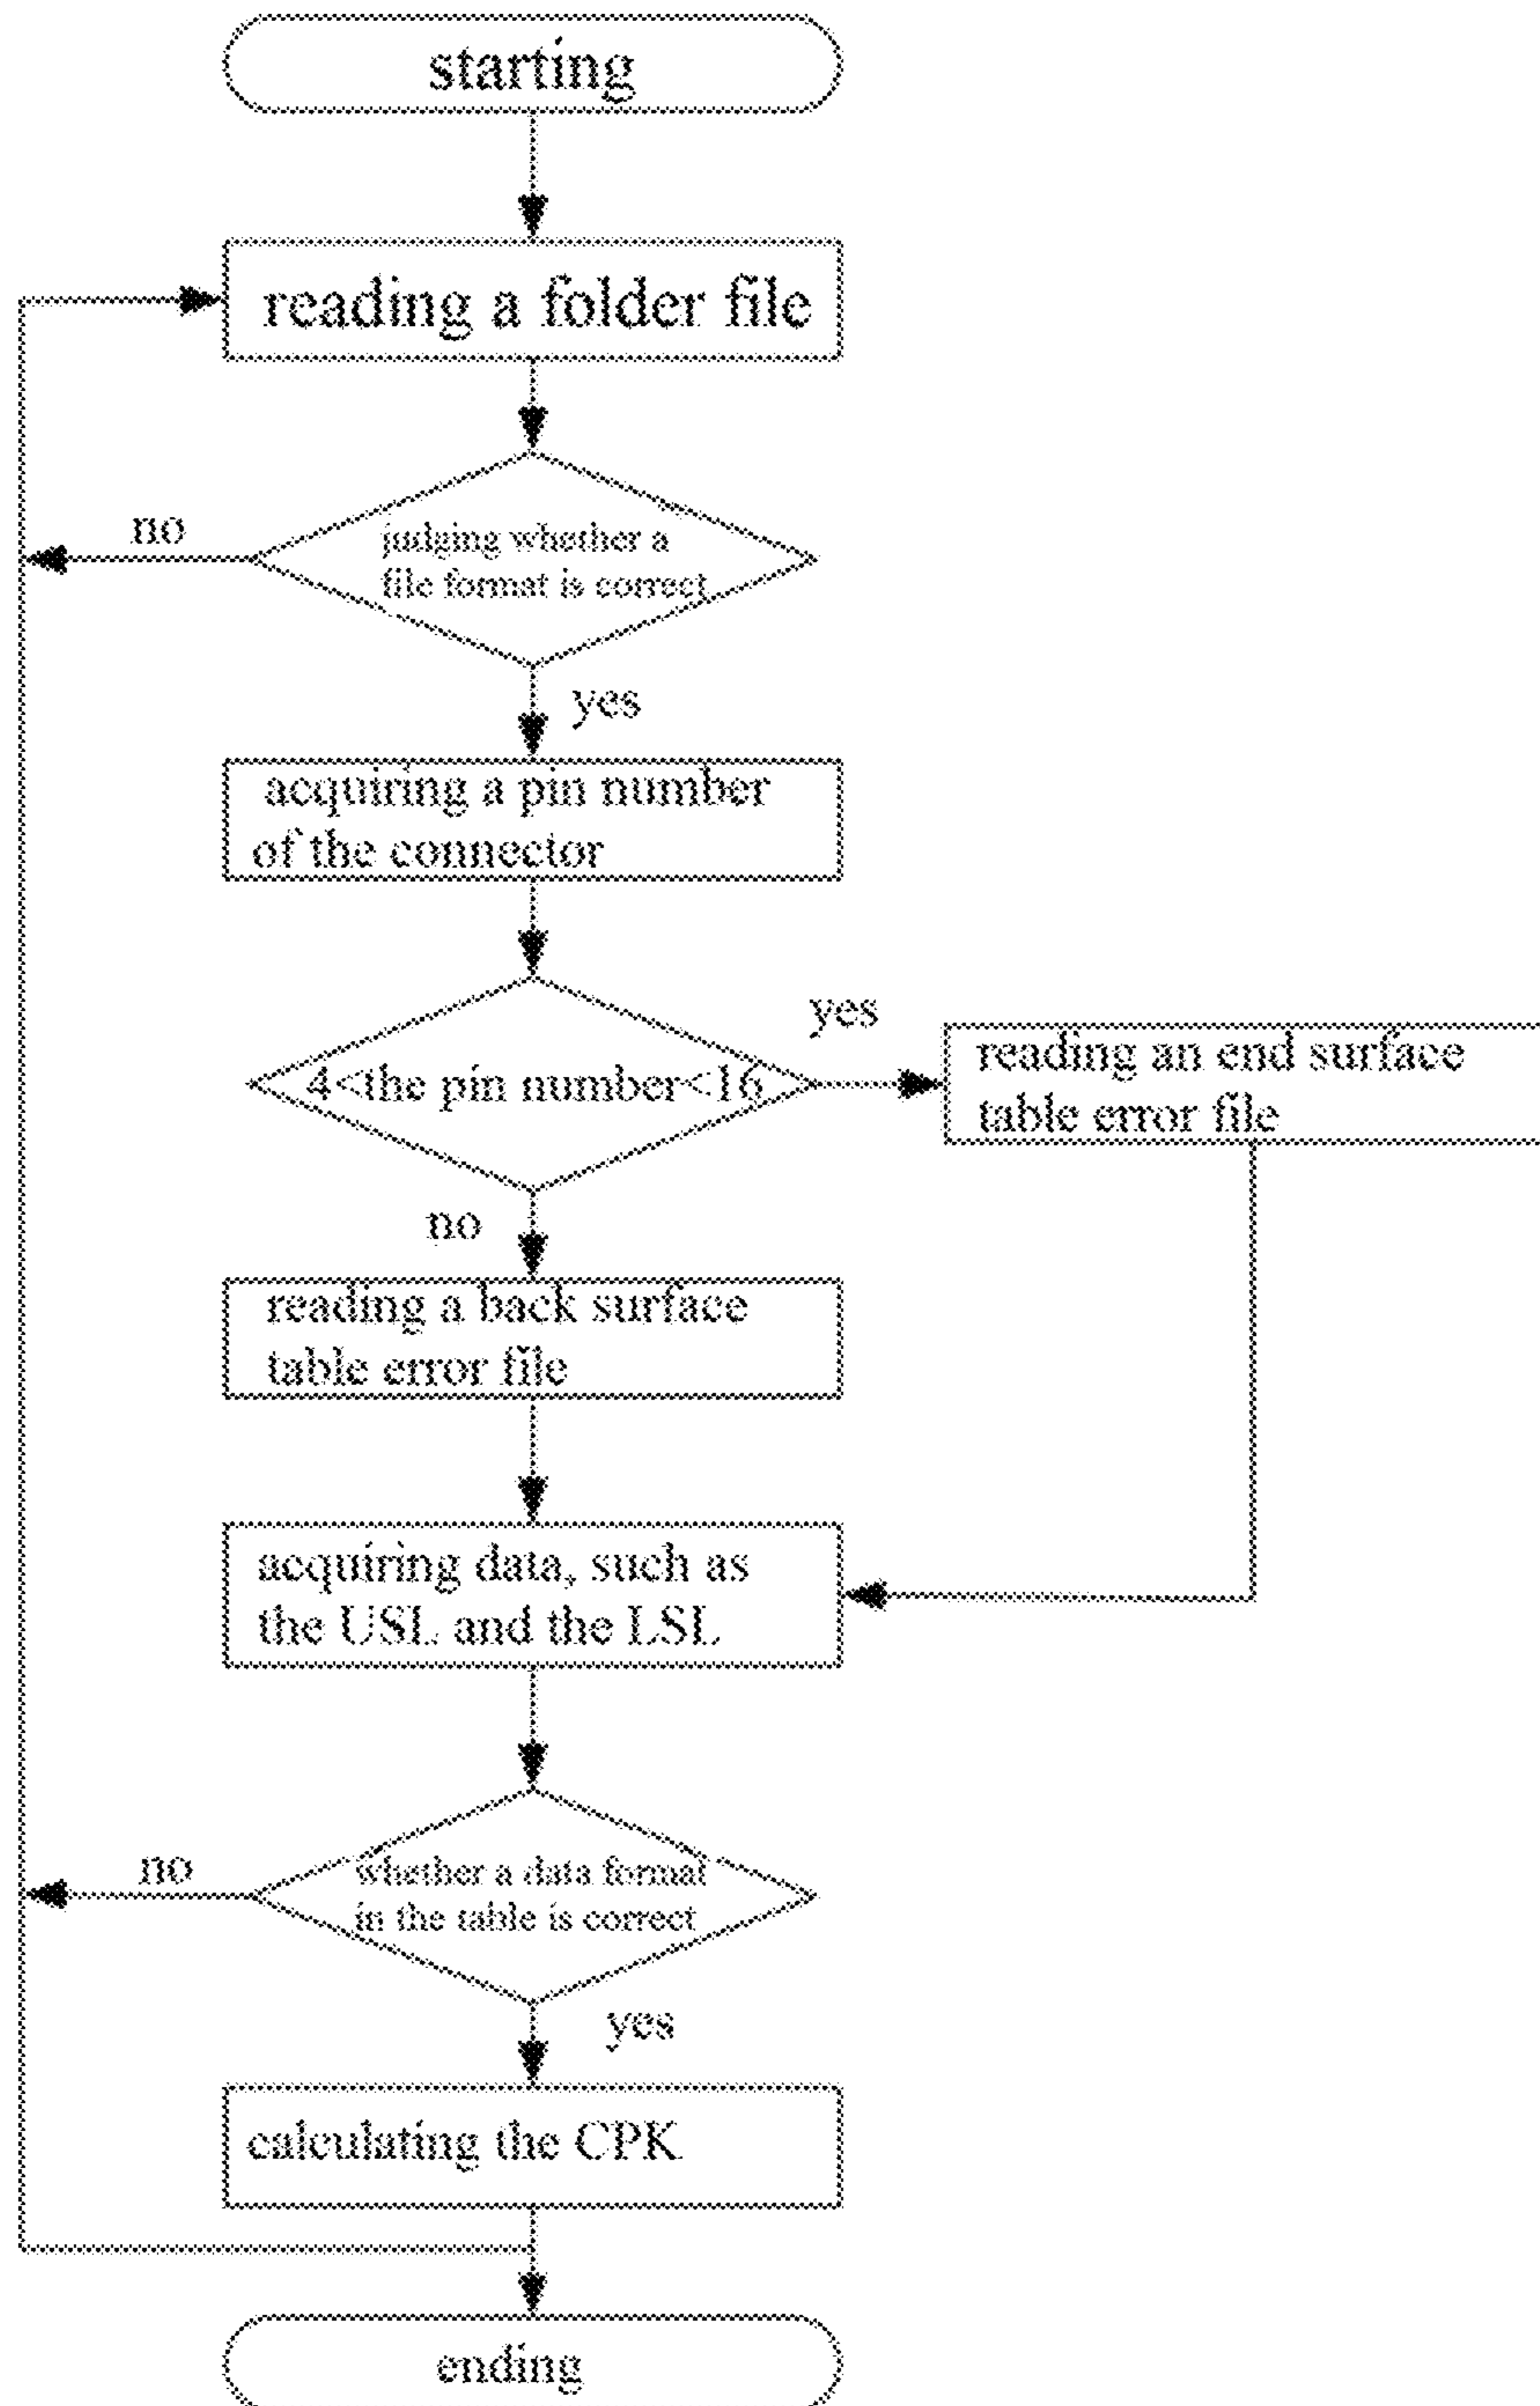 starting
reading a folder file
no
judging whether a
file format is correct
yes
acquiring a pin number
of the connector
yes
4<the pin number<16
reading an end surface
table error file
no
reading a back surface
table error file
acquiring data, such as
the USL and the LSL
no
whether a data format
in the table is correct
yes
calculating the CPK
ending